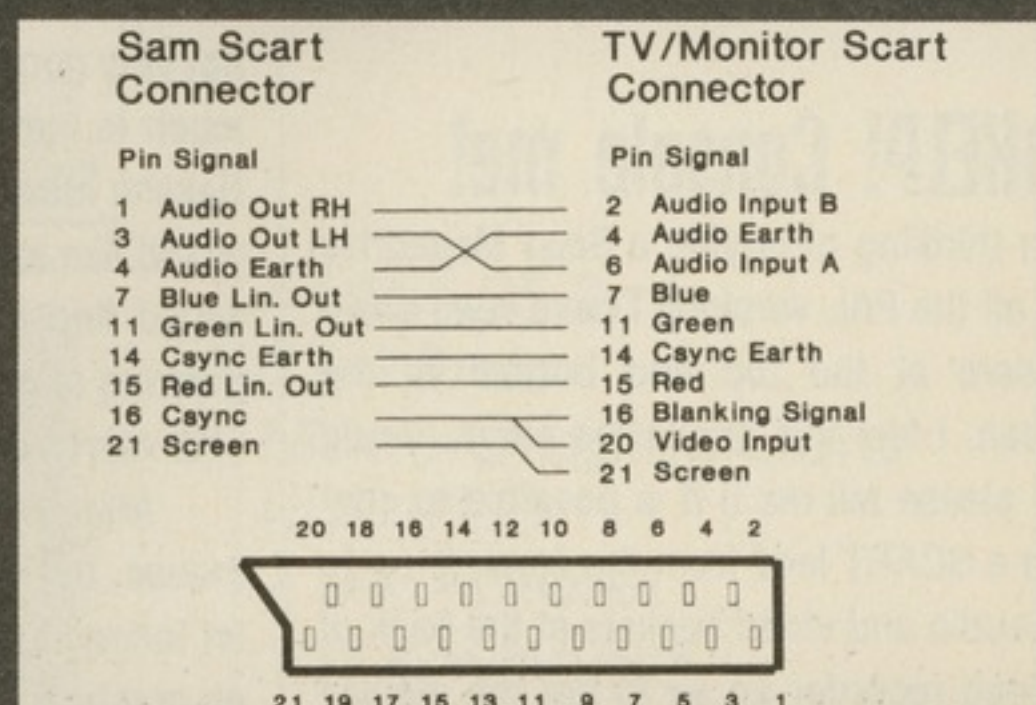 Sam Scart
Connector
TV/Monitor Scart
Connector
Pin Signal
Pin Signal
1 Audio Out RH
2 Audio Input B
3 Audio Out LH
4 Audio Earth
4 Audio Earth
6 Audio Input A
7 Blue Lin. Out
7 Blue
11 Green Lin. Out
11 Green
14 Csync Earth
14 Csync Earth
15 Red Lin. Out
15 Red
16 Csync
16 Blanking Signal
21 Screen
20 Video Input
21 Screen
20 18 16 14 12 10 8 6 4 2
21 19 17 15 13 11 9 7 5 3 1